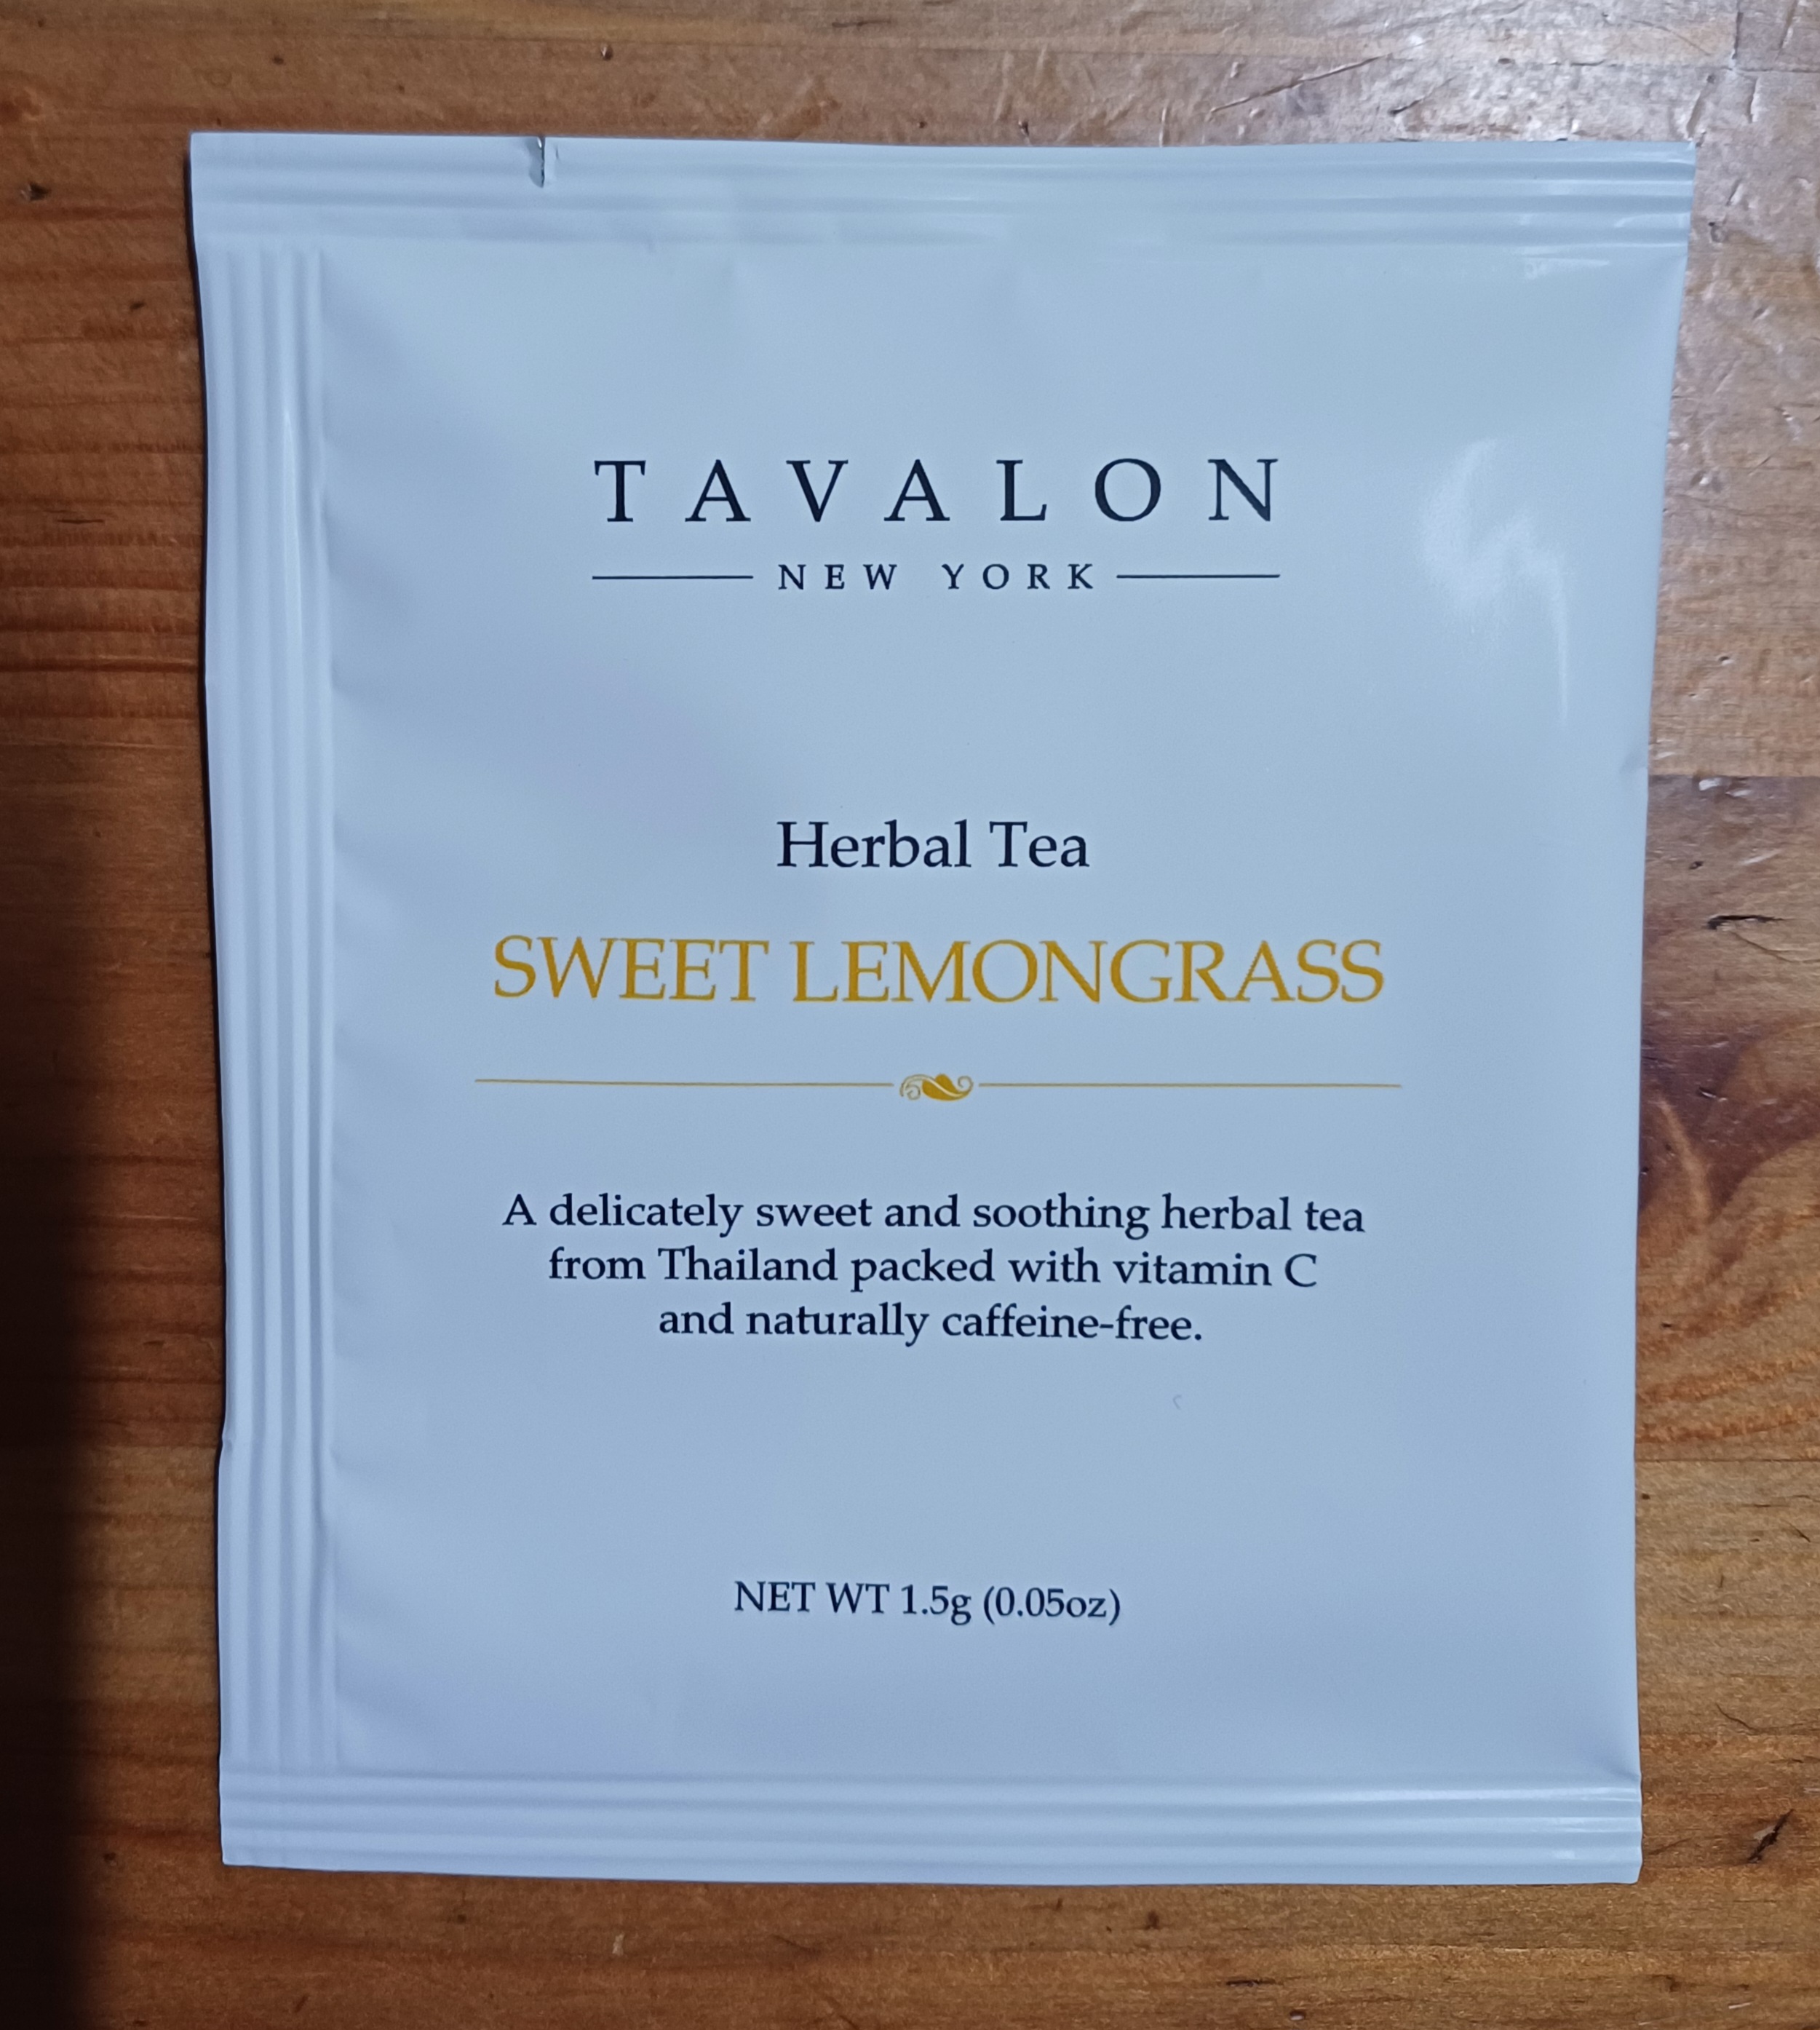 TAVALON
NEW YORK
Herbal Tea
SWEET LEMONGRASS
A delicately sweet and soothing herbal tea
from Thailand packed with vitamin C
and naturally caffeine-free.
NET WT 1.5g (0.05oz)